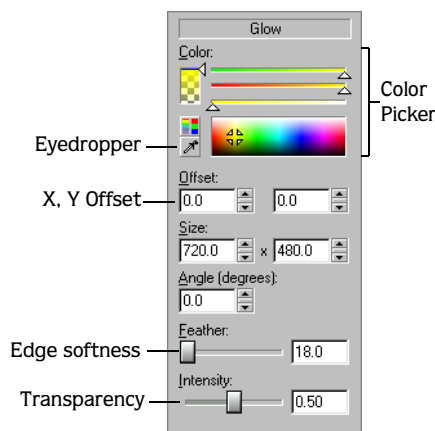 Glow
Color:
Color
Picker
Eyedropper
Offset:
X, Y Offset
0.0
0.0
Size:
720.0 x 480.0
Angle (degrees):
0.0
Feather:
Edge softness
18.0
Intensity:
Transparency
0.50